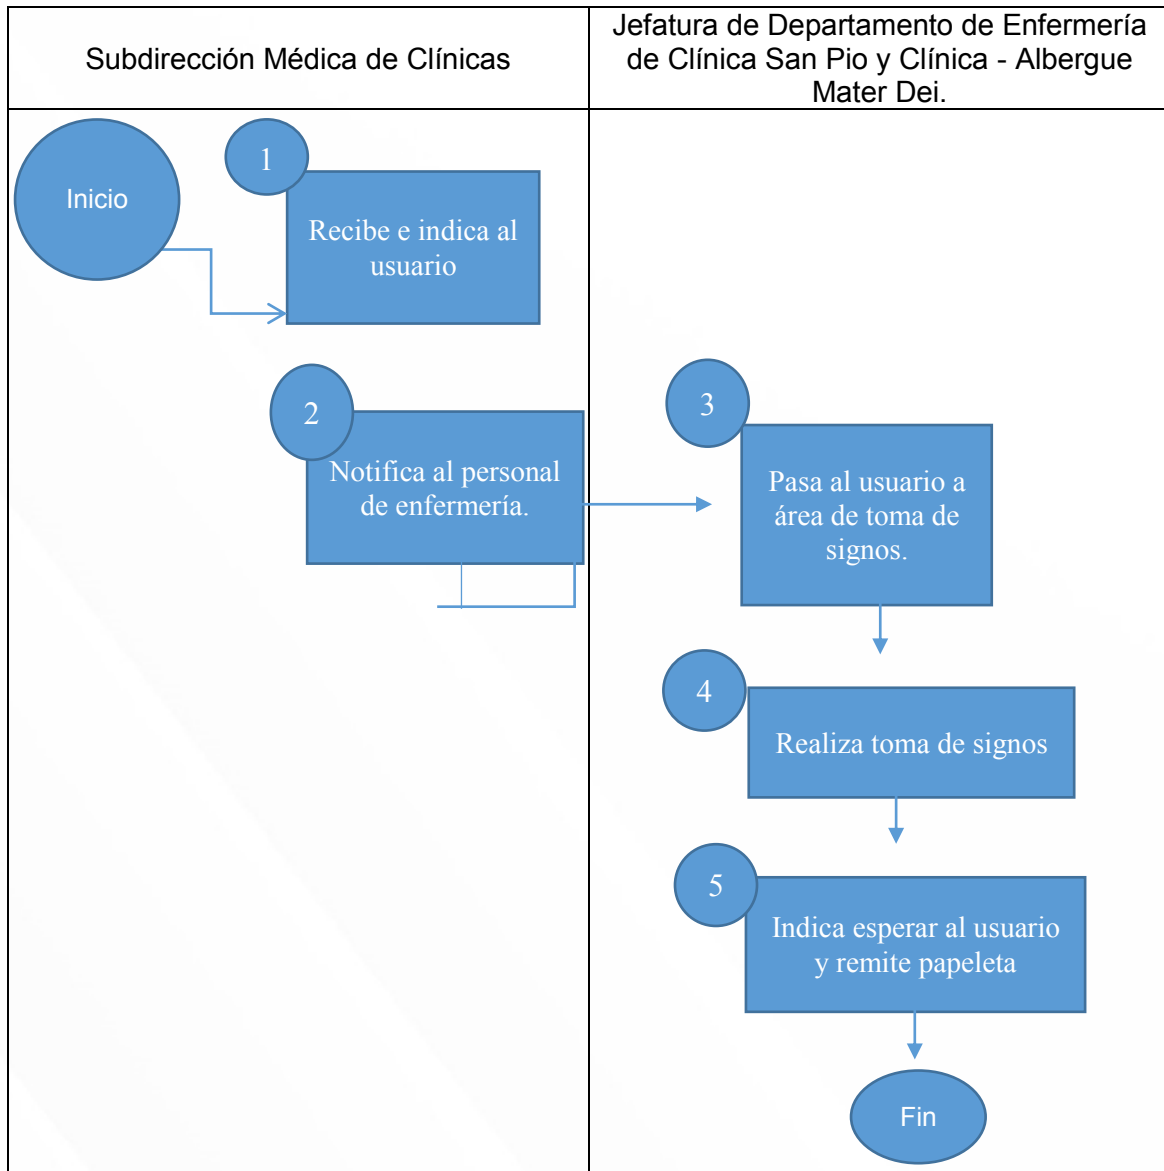 Subdirección Médica de Clínicas
Jefatura de Departamento de Enfermería
de Clínica San Pio y Clínica - Albergue
Mater Dei.
Inicio
1
Recibe e indica al
usuario
2
Notifica al personal
de enfermería.
3
Pasa al usuario a
área de toma de
signos.
4
Realiza toma de signos
5
Indica esperar al usuario
y remite papeleta
Fin